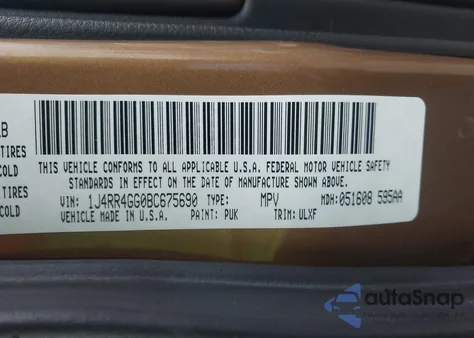 LB
TIRES
COLD
TIRES
COLD
THIS VEHICLE CONFORMS TO ALL APPLICABLE U.S.A. FEDERAL MOTOR VEHICLE SAFETY
STANDARDS IN EFFECT ON THE DATE OF MANUFACTURE SHOWN ABOVE.
VIN: 1J4RR4GG0BC675690 TYPE: MPV MDH: 051608 595AA
VEHICLE MADE IN U.S.A. PAINT: PUK TRIM: ULXF
autoSnap